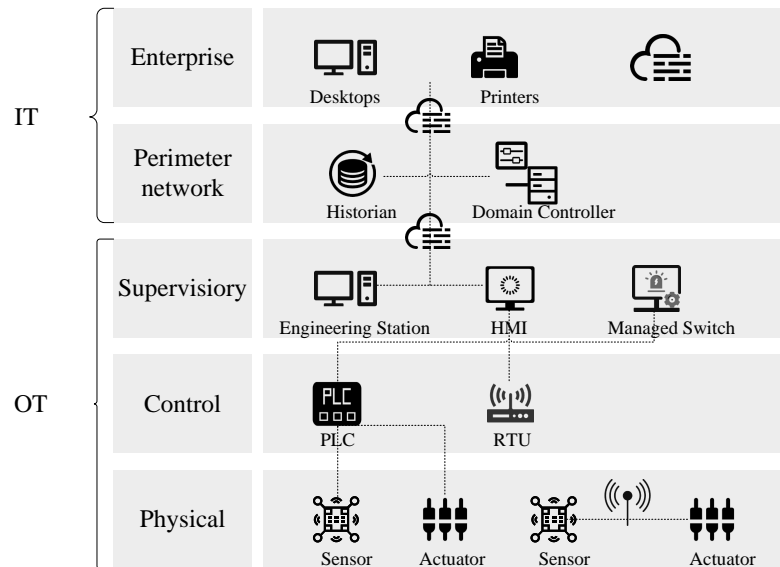 Enterprise
Desktops
Printers
IT
Perimeter
network
Historian
Domain Controller
Supervisiory
Engineering Station
HMI
Managed Switch
OT
Control
PLC
PLC
RTU
Physical
Sensor
Actuator
Sensor
Actuator